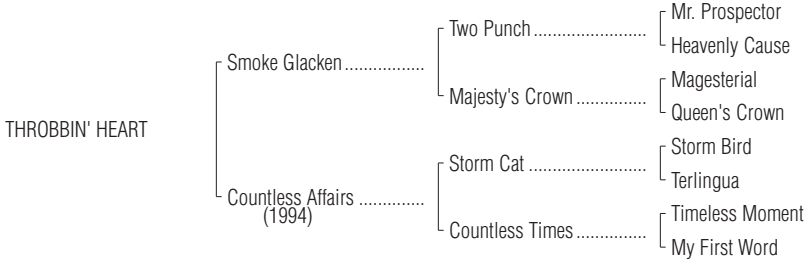 Mr. Prospector
Two Punch
Heavenly Cause
Smoke Glacken
Magesterial
Majesty's Crown
Queen's Crown
THROBBIN' HEART
Storm Bird
Storm Cat
Terlingua
Countless Affairs
(1994)
Timeless Moment
Countless Times
My First Word